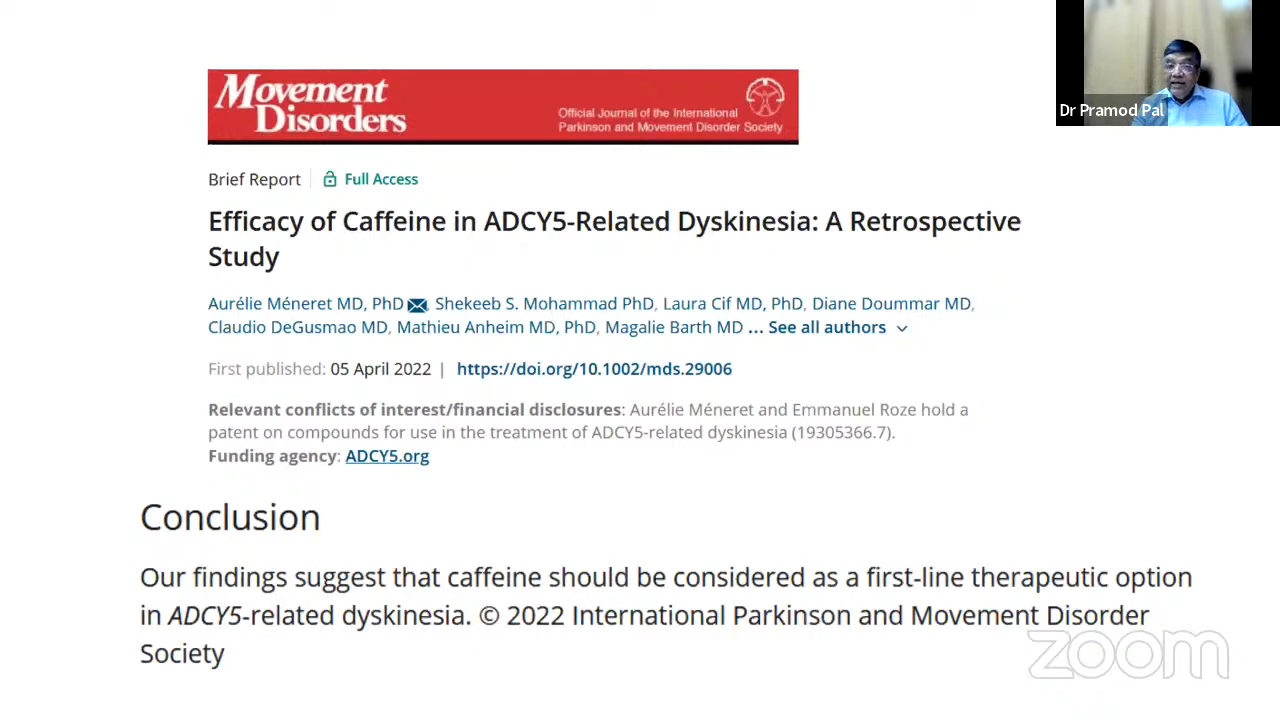 Movement
Disorders
Official Journal of the International
Parkinson and Movement Disorder Society
Dr Pramod Pal
Brief Report
Full Access
Efficacy of Caffeine in ADCY5-Related Dyskinesia: A Retrospective
Study
Aurélie Méneret MD, PhD, Shekeeb S. Mohammad PhD, Laura Cif MD, PhD, Diane Doummar MD,
Claudio DeGusmao MD, Mathieu Anheim MD, PhD, Magalie Barth MD ... See all authors
First published: 05 April 2022 | https://doi.org/10.1002/mds.29006
Relevant conflicts of interest/financial disclosures: Aurélie Méneret and Emmanuel Roze hold a
patent on compounds for use in the treatment of ADCY5-related dyskinesia (19305366.7).
Funding agency: ADCY5.org
Conclusion
Our findings suggest that caffeine should be considered as a first-line therapeutic option
in ADCY5-related dyskinesia. © 2022 International Parkinson and Movement Disorder
Society
zoom